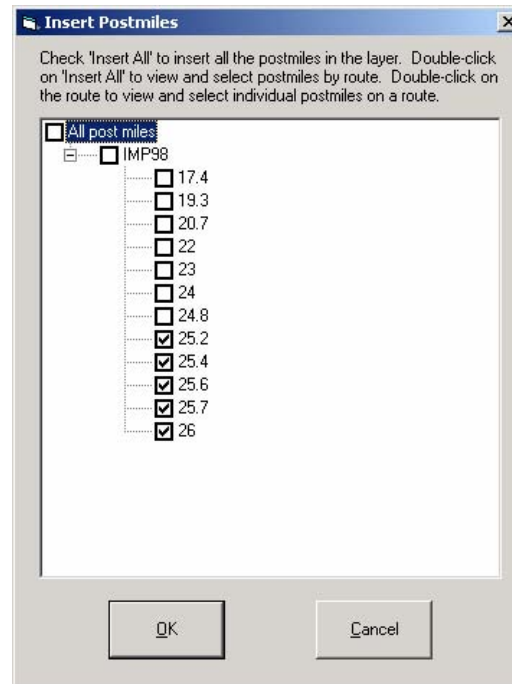 Insert Postmiles
Check 'Insert All' to insert all the postmiles in the layer. Double-click
on 'Insert All' to view and select postmiles by route. Double-click on
the route to view and select individual postmiles on a route.
All post miles
IMP98
17.4
19.3
20.7
22
23
24
24.8
25.2
25.4
25.6
25.7
26
OK
Cancel